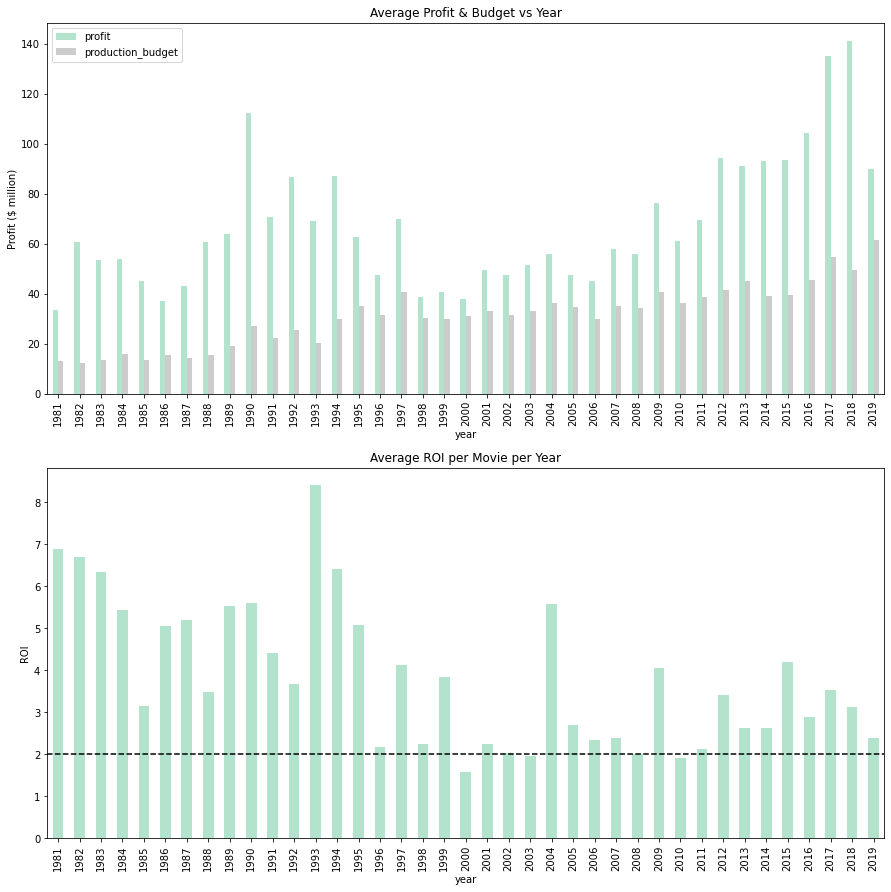 Average Profit & Budget vs Year
profit
production_budget
Profit ($ million)
140
120
100
80
60
40
20
0
1981 1982 1983 1984 1985 1986 1987 1988 1989 1990 1991 1992 1993 1994 1995 1996 1997 1998 1999 2000 2001 2002 2003 2004 2005 2006 2007 2008 2009 2010 2011 2012 2013 2014 2015 2016 2017 2018 2019
year
Average ROI per Movie per Year
ROI
8
7
6
5
4
3
2
1
0
1981 1982 1983 1984 1985 1986 1987 1988 1989 1990 1991 1992 1993 1994 1995 1996 1997 1998 1999 2000 2001 2002 2003 2004 2005 2006 2007 2008 2009 2010 2011 2012 2013 2014 2015 2016 2017 2018 2019
year